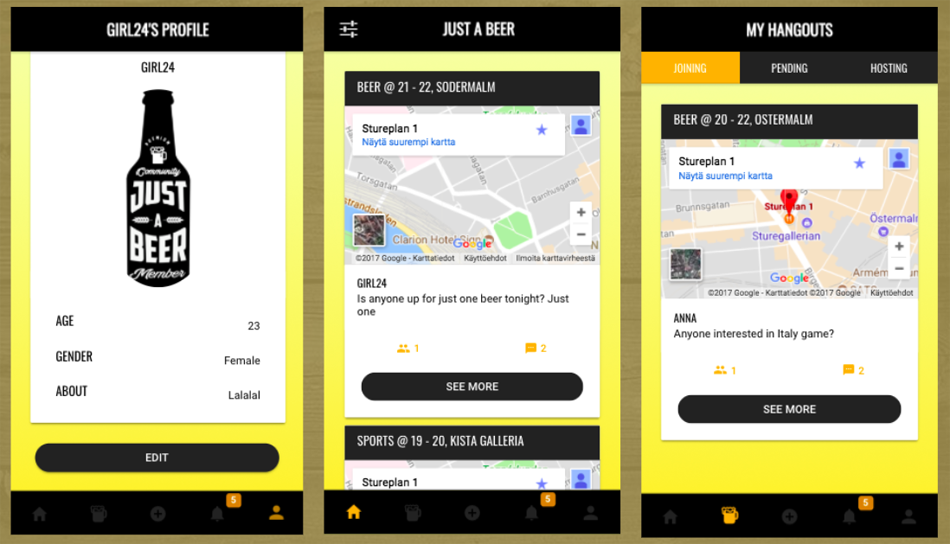 GIRL24'S PROFILE
GIRL24
PREMIUM
Community
JUST
A
BEER
Member
AGE
23
GENDER
Female
ABOUT
Lalalal
EDIT
5
JUST A BEER
BEER @ 21 - 22, SODERMALM
Stureplan 1
Näytä suurempi kartta
Torsgatan
Barnhusgatan
Clarion Hotel Sign
Google
©2017 Google - Karttatiedot Käyttöehdot Ilmoita karttavirheestä
GIRL24
Is anyone up for just one beer tonight? Just
one
1
2
SEE MORE
SPORTS @ 19 - 20, KISTA GALLERIA
Stureplan 1
5
MY HANGOUTS
JOINING
PENDING
HOSTING
BEER @ 20 - 22, OSTERMALM
Stureplan 1
Näytä suurempi kartta
Brunnsgatan
Stureplan 1
Sturegallerian
Google
©2017 Google - Karttatiedot ©2017 Google Käyttöehdot
ANNA
Anyone interested in Italy game?
1
2
SEE MORE
5